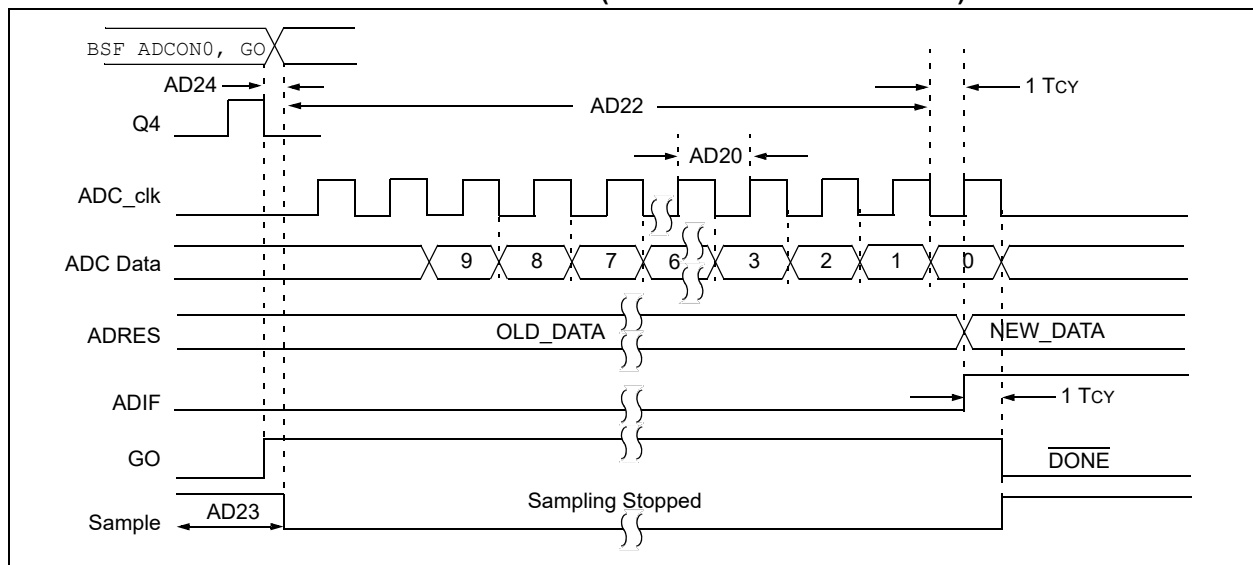 BSF ADCON0, GO
AD24
1 TCY
AD22
Q4
AD20
ADC_clk
ADC Data
9 8 7 6 3 2 1 0
ADRES
OLD_DATA
NEW_DATA
ADIF
1 TCY
GO
DONE
Sampling Stopped
AD23
Sample